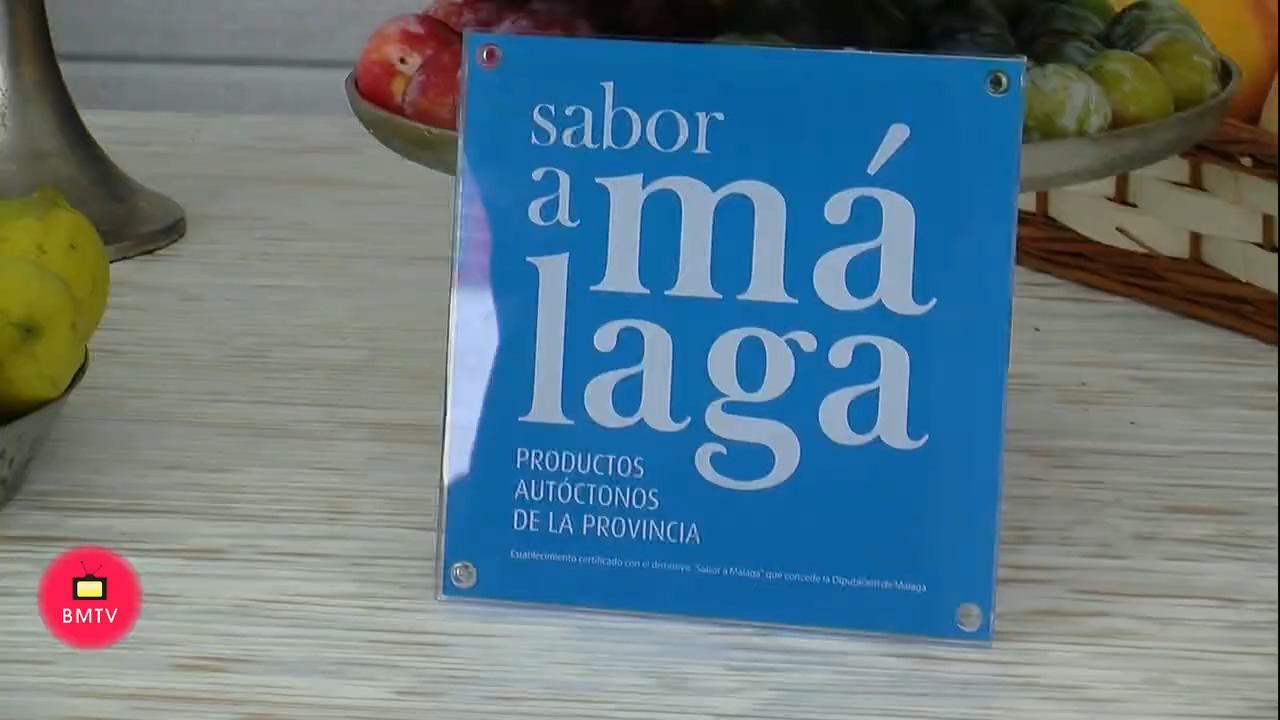 sabor
a má
laga
PRODUCTOS
AUTÓCTONOS
DE LA PROVINCIA
Establecimiento certificado con el distintivo "Sabor a Málaga" que concede la Diputación de Málaga
BMTV